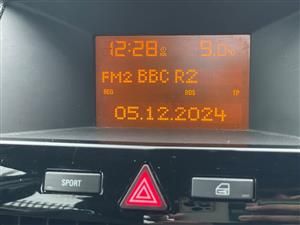 12:28 9.0
FM2 BBC R2
REG RDS TP
05.12.2024
SPORT